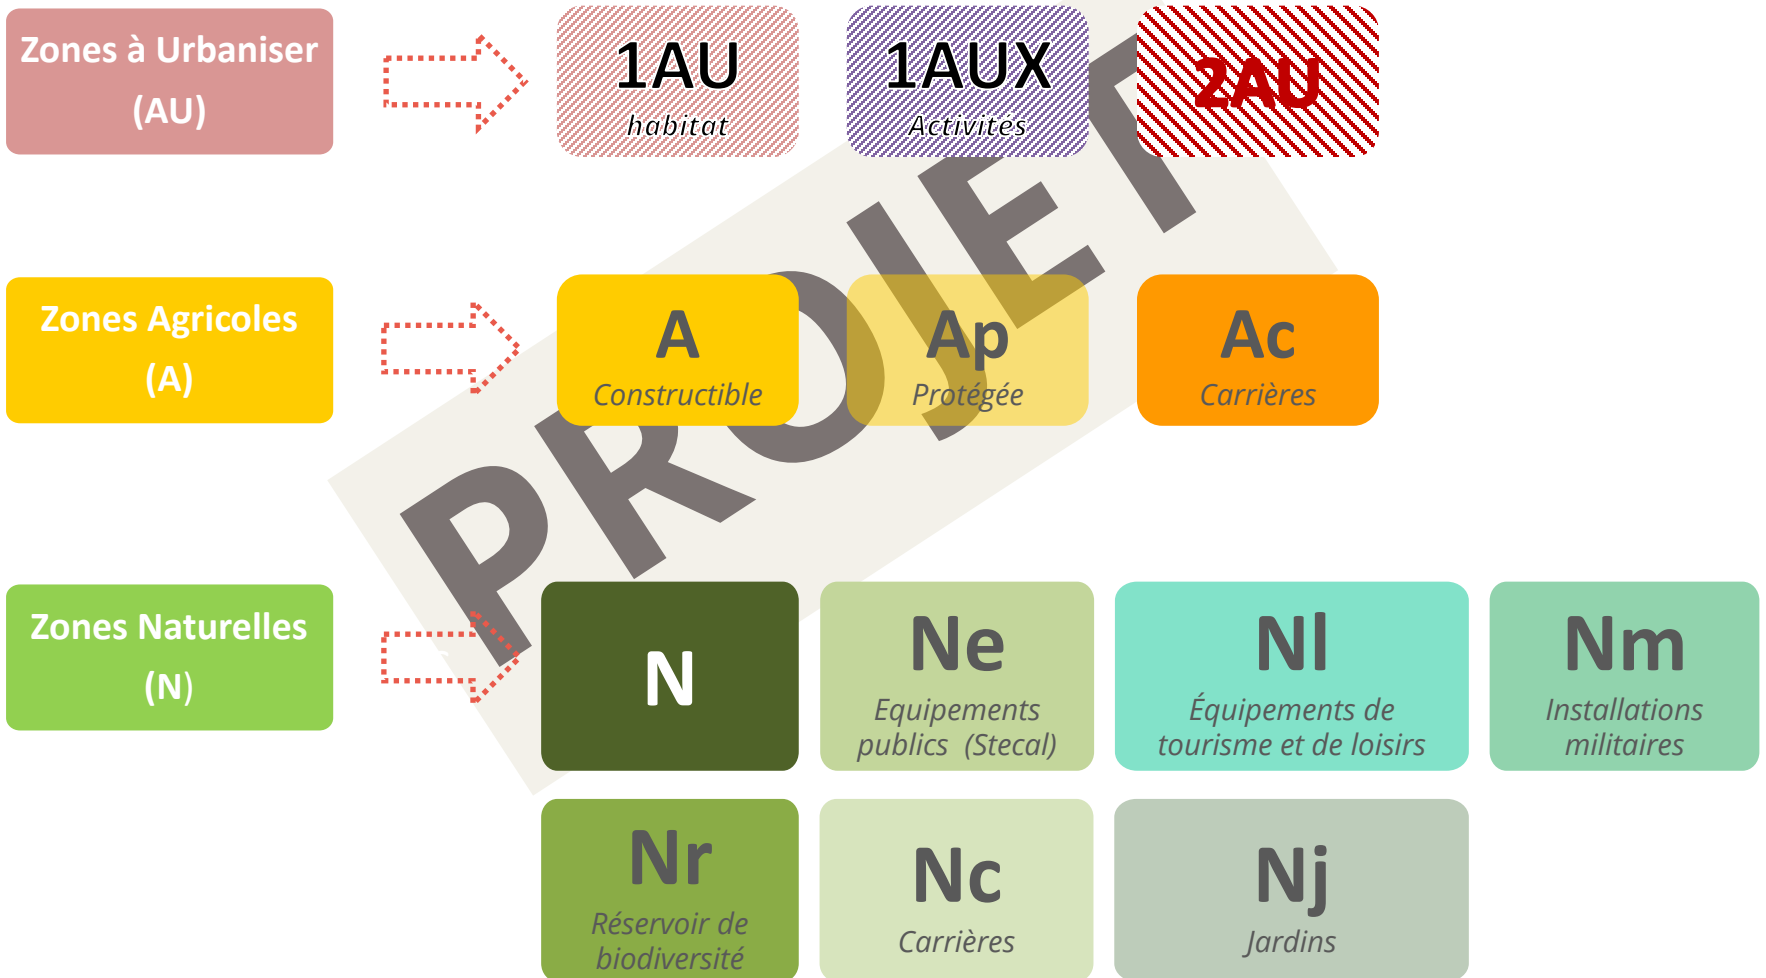 Zones à Urbaniser
(AU)
1AU
habitat
1AUX
Activités
2AU
PROJET
Zones Agricoles
(A)
A
Constructible
Ap
Protégée
Ac
Carrières
Zones Naturelles
(N)
N
Ne
Equipements
publics (Stecal)
Nl
Équipements de
tourisme et de loisirs
Nm
Installations
militaires
Nr
Réservoir de
biodiversité
Nc
Carrières
Nj
Jardins